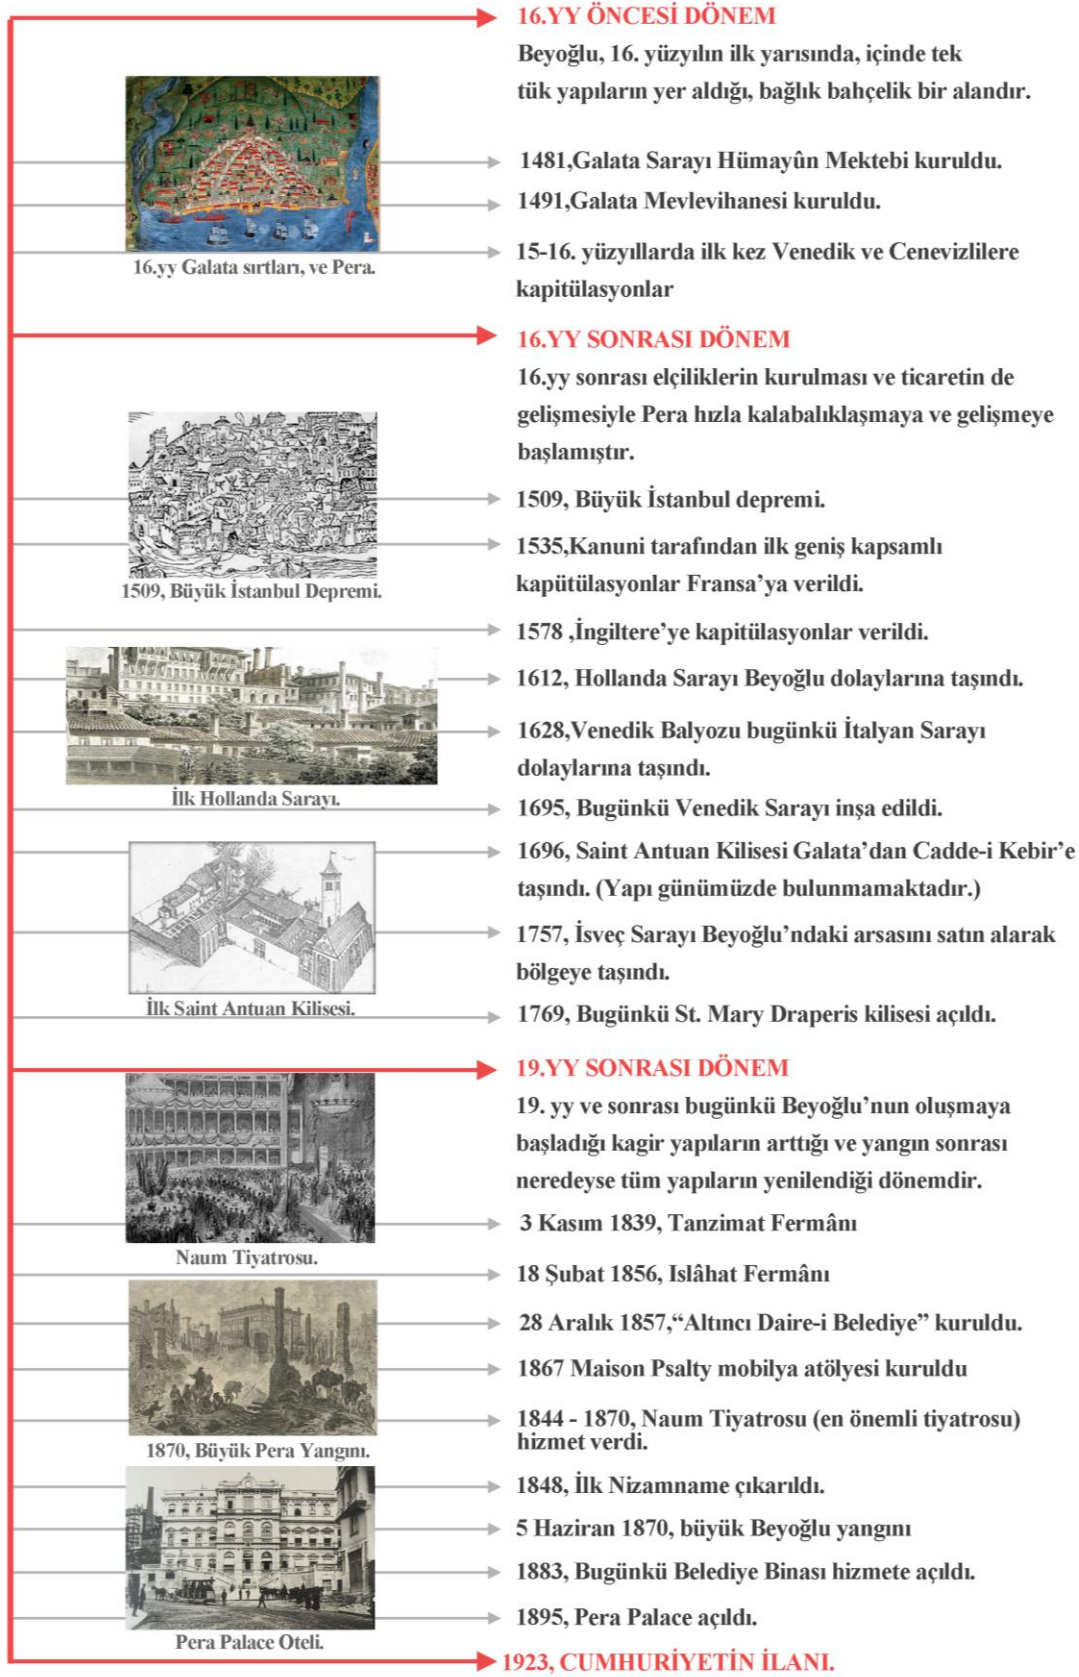 16.YY ÖNCESİ DÖNEM
Beyoğlu, 16. yüzyılın ilk yarısında, içinde tek
tük yapıların yer aldığı, bağlık bahçelik bir alandır.
1481,Galata Sarayı Hümayûn Mektebi kuruldu.
1491,Galata Mevlevihanesi kuruldu.
15-16. yüzyıllarda ilk kez Venedik ve Cenevizlilere
kapitülasyonlar
16.yy Galata sırtları, ve Pera.
16.YY SONRASI DÖNEM
16.yy sonrası elçiliklerin kurulması ve ticaretin de
gelişmesiyle Pera hızla kalabalıklaşmaya ve gelişmeye
başlamıştır.
1509, Büyük İstanbul depremi.
1535,Kanuni tarafından ilk geniş kapsamlı
kapütülasyonlar Fransa’ya verildi.
1509, Büyük İstanbul Depremi.
1578 ,İngiltere’ye kapitülasyonlar verildi.
1612, Hollanda Sarayı Beyoğlu dolaylarına taşındı.
1628,Venedik Balyozu bugünkü İtalyan Sarayı
dolaylarına taşındı.
İlk Hollanda Sarayı.
1695, Bugünkü Venedik Sarayı inşa edildi.
1696, Saint Antuan Kilisesi Galata’dan Cadde-i Kebir’e
taşındı. (Yapı günümüzde bulunmamaktadır.)
1757, İsveç Sarayı Beyoğlu’ndaki arsasını satın alarak
bölgeye taşındı.
İlk Saint Antuan Kilisesi.
1769, Bugünkü St. Mary Draperis kilisesi açıldı.
19.YY SONRASI DÖNEM
19. yy ve sonrası bugünkü Beyoğlu’nun oluşmaya
başladığı kagir yapıların arttığı ve yangın sonrası
neredeyse tüm yapıların yenilendiği dönemdir.
3 Kasım 1839, Tanzimat Fermânı
Naum Tiyatrosu.
18 Şubat 1856, Islâhat Fermânı
28 Aralık 1857,“Altıncı Daire-i Belediye” kuruldu.
1867 Maison Psalty mobilya atölyesi kuruldu
1844 - 1870, Naum Tiyatrosu (en önemli tiyatrosu)
hizmet verdi.
1870, Büyük Pera Yangını.
1848, İlk Nizamname çıkarıldı.
5 Haziran 1870, büyük Beyoğlu yangını
1883, Bugünkü Belediye Binası hizmete açıldı.
1895, Pera Palace açıldı.
Pera Palace Oteli.
1923, CUMHURİYETİN İLANI.